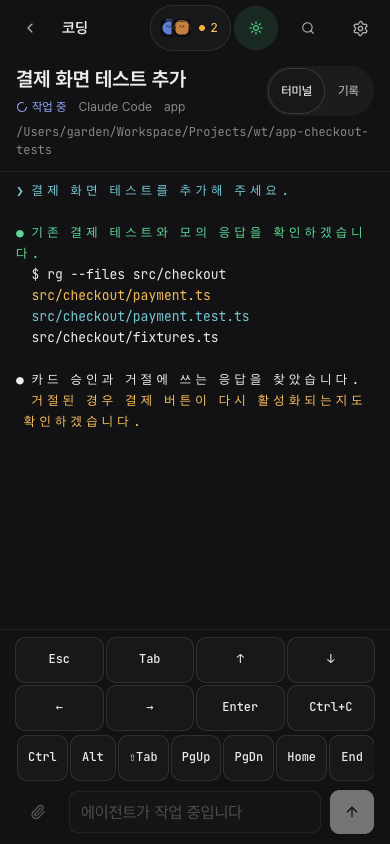 코딩
2
결제 화면 테스트 추가
작업 중 Claude Code app
터미널 기록
/Users/garden/Workspace/Projects/wt/app-checkout-
tests
❯ 결제 화면 테스트를 추가해 주세요.
● 기존 결제 테스트와 모의 응답을 확인하겠습니
다.
$ rg --files src/checkout
src/checkout/payment.ts
src/checkout/payment.test.ts
src/checkout/fixtures.ts
● 카드 승인과 거절에 쓰는 응답을 찾았습니다.
거절된 경우 결제 버튼이 다시 활성화되는지도
확인하겠습니다.
Esc Tab ↑ ↓
← → Enter Ctrl+C
Ctrl Alt ⇧Tab PgUp PgDn Home End
에이전트가 작업 중입니다